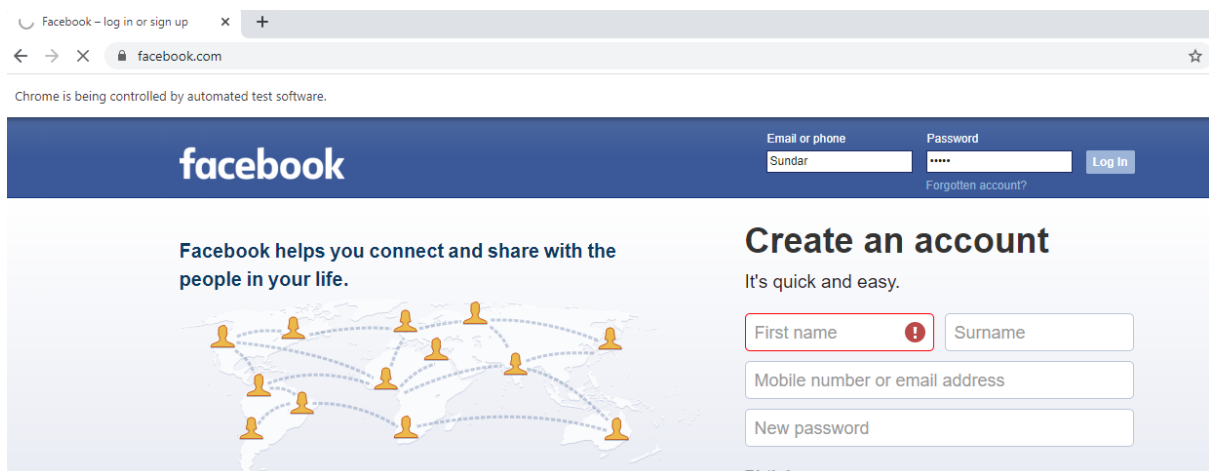 Facebook – log in or sign up
facebook.com
Chrome is being controlled by automated test software.
facebook
Email or phone
Password
Sundar
•••••
Log In
Forgotten account?
Facebook helps you connect and share with the
people in your life.
Create an account
It's quick and easy.
First name
Surname
Mobile number or email address
New password